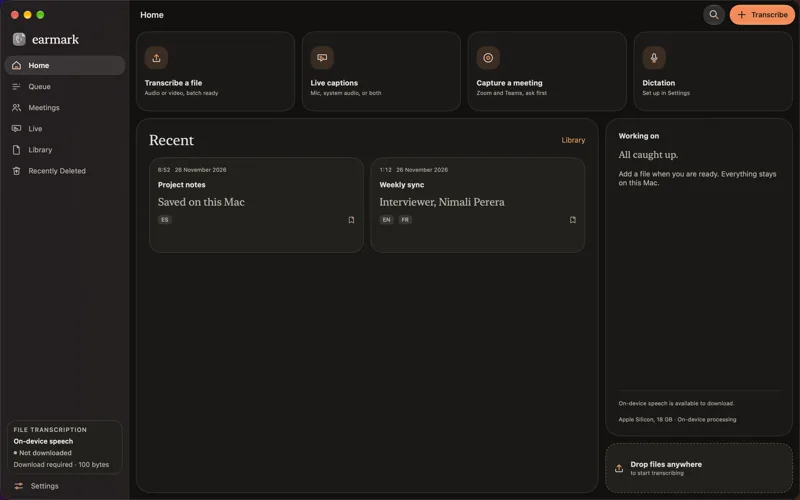 earmark
Home
Queue
Meetings
Live
Library
Recently Deleted
FILE TRANSCRIPTION
On-device speech
Not downloaded
Download required · 100 bytes
Settings
Home
Transcribe
Transcribe a file
Audio or video, batch ready
Live captions
Mic, system audio, or both
Capture a meeting
Zoom and Teams, ask first
Dictation
Set up in Settings
Recent
Library
6:52 · 26 November 2026
Project notes
Saved on this Mac
ES
1:12 · 26 November 2026
Weekly sync
Interviewer, Nimali Perera
EN FR
Working on
All caught up.
Add a file when you are ready. Everything stays
on this Mac.
On-device speech is available to download.
Apple Silicon, 18 GB · On-device processing
Drop files anywhere
to start transcribing